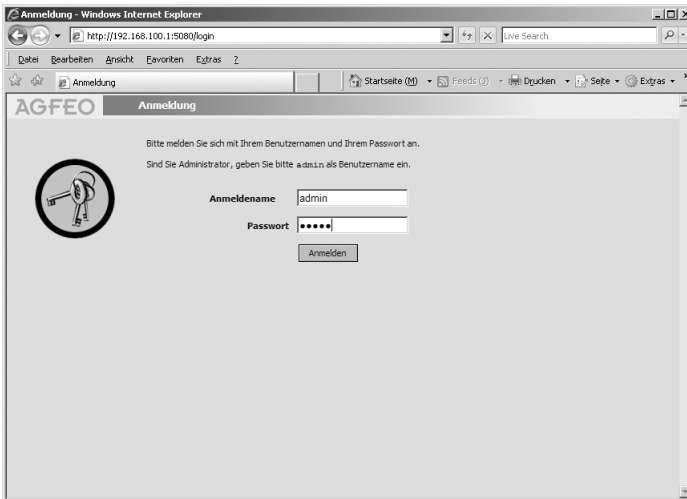 Anmeldung - Windows Internet Explorer
http://192.168.100.1:5080/login
Live Search
Datei Bearbeiten Ansicht Favoriten Extras ?
Anmeldung
Startseite (M) Feeds (J) Drucken Seite Extras
AGFEO Anmeldung
Bitte melden Sie sich mit Ihrem Benutzernamen und Ihrem Passwort an.
Sind Sie Administrator, geben Sie bitte admin als Benutzername ein.
Anmeldename admin
Passwort •••••
Anmelden